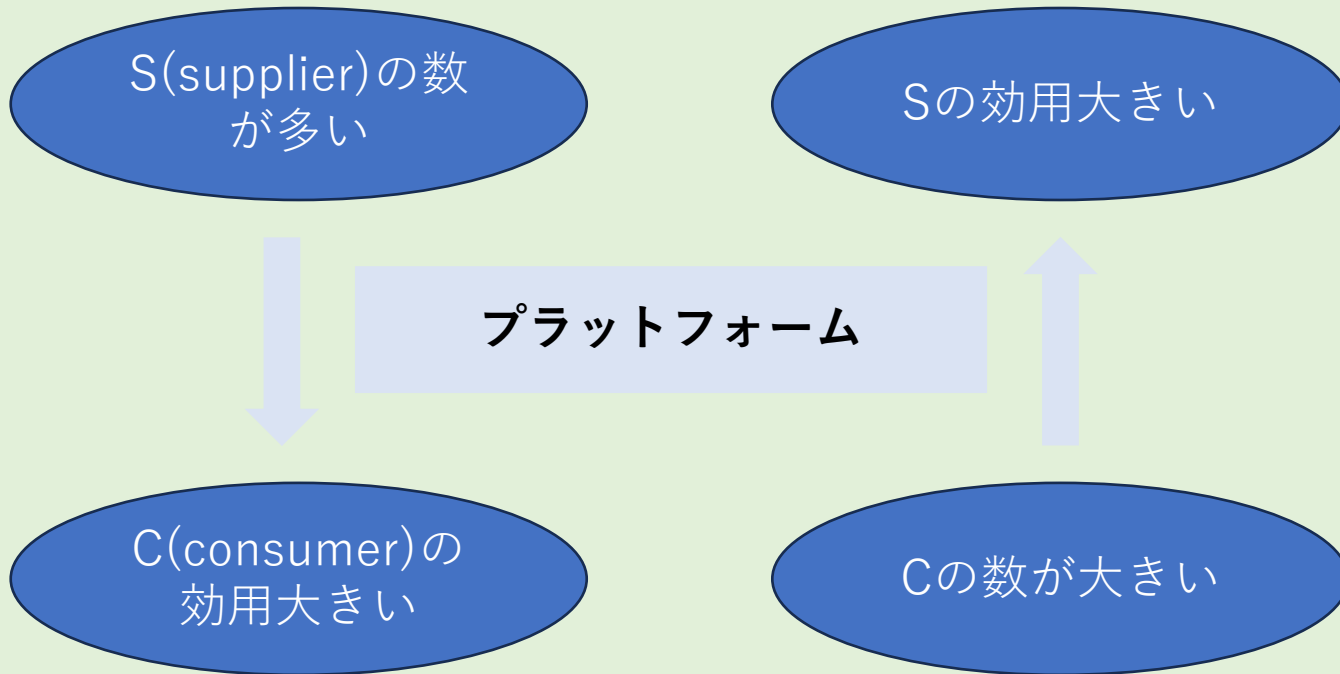 S(supplier)の数
が多い
Sの効用大きい
プラットフォーム
C(consumer)の
効用大きい
Cの数が大きい